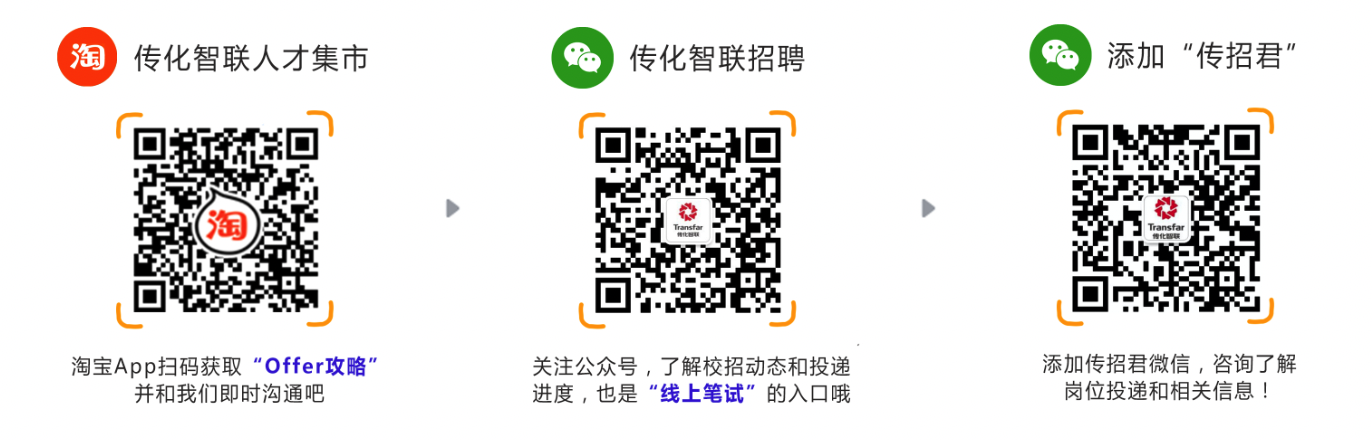 淘 传化智联人才集市
传化智联招聘
添加“传招君”
淘
Transfar
传化智联
Transfar
传化智联
淘宝App扫码获取“Offer攻略”
并和我们即时沟通吧
关注公众号，了解校招动态和投递
进度，也是“线上笔试”的入口哦
添加传招君微信，咨询了解
岗位投递和相关信息！